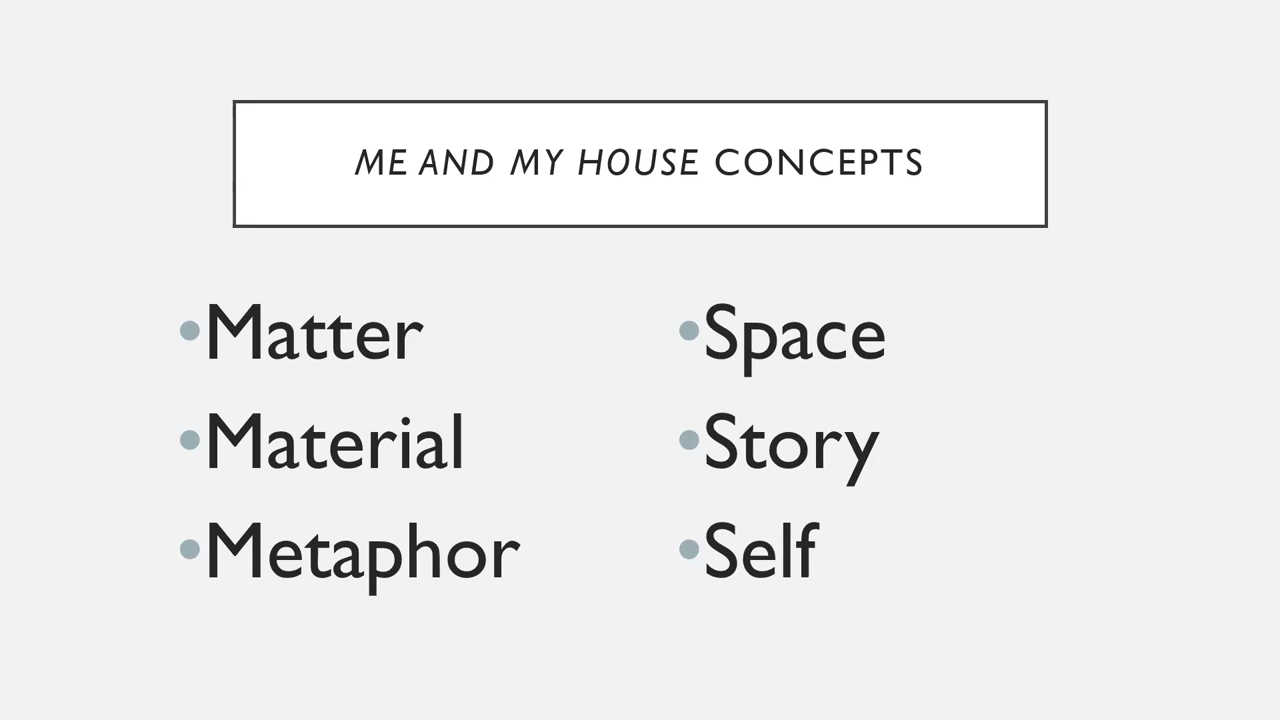 ME AND MY HOUSE CONCEPTS
•Matter
•Material
•Metaphor
•Space
•Story
•Self